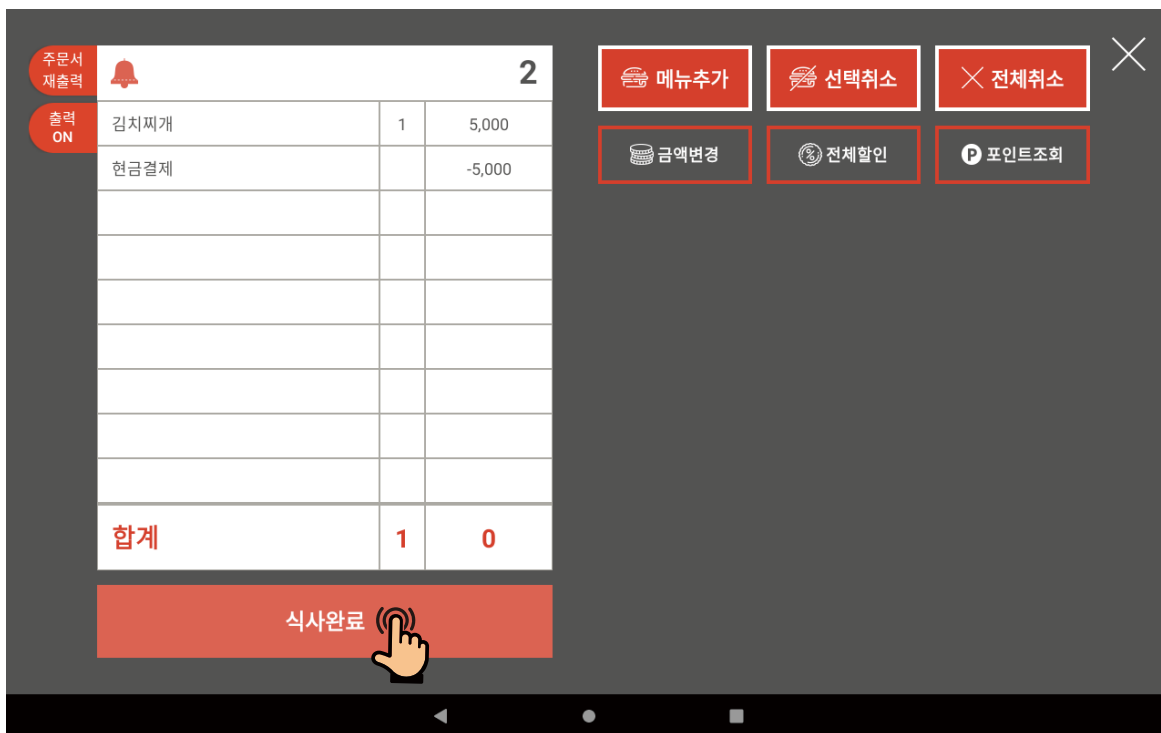 주문서
재출력
출력
ON
2
김치찌개 1 5,000
현금결제 -5,000
합계 1 0
식사완료
메뉴추가 선택취소 전체취소
금액변경 전체할인 P 포인트조회